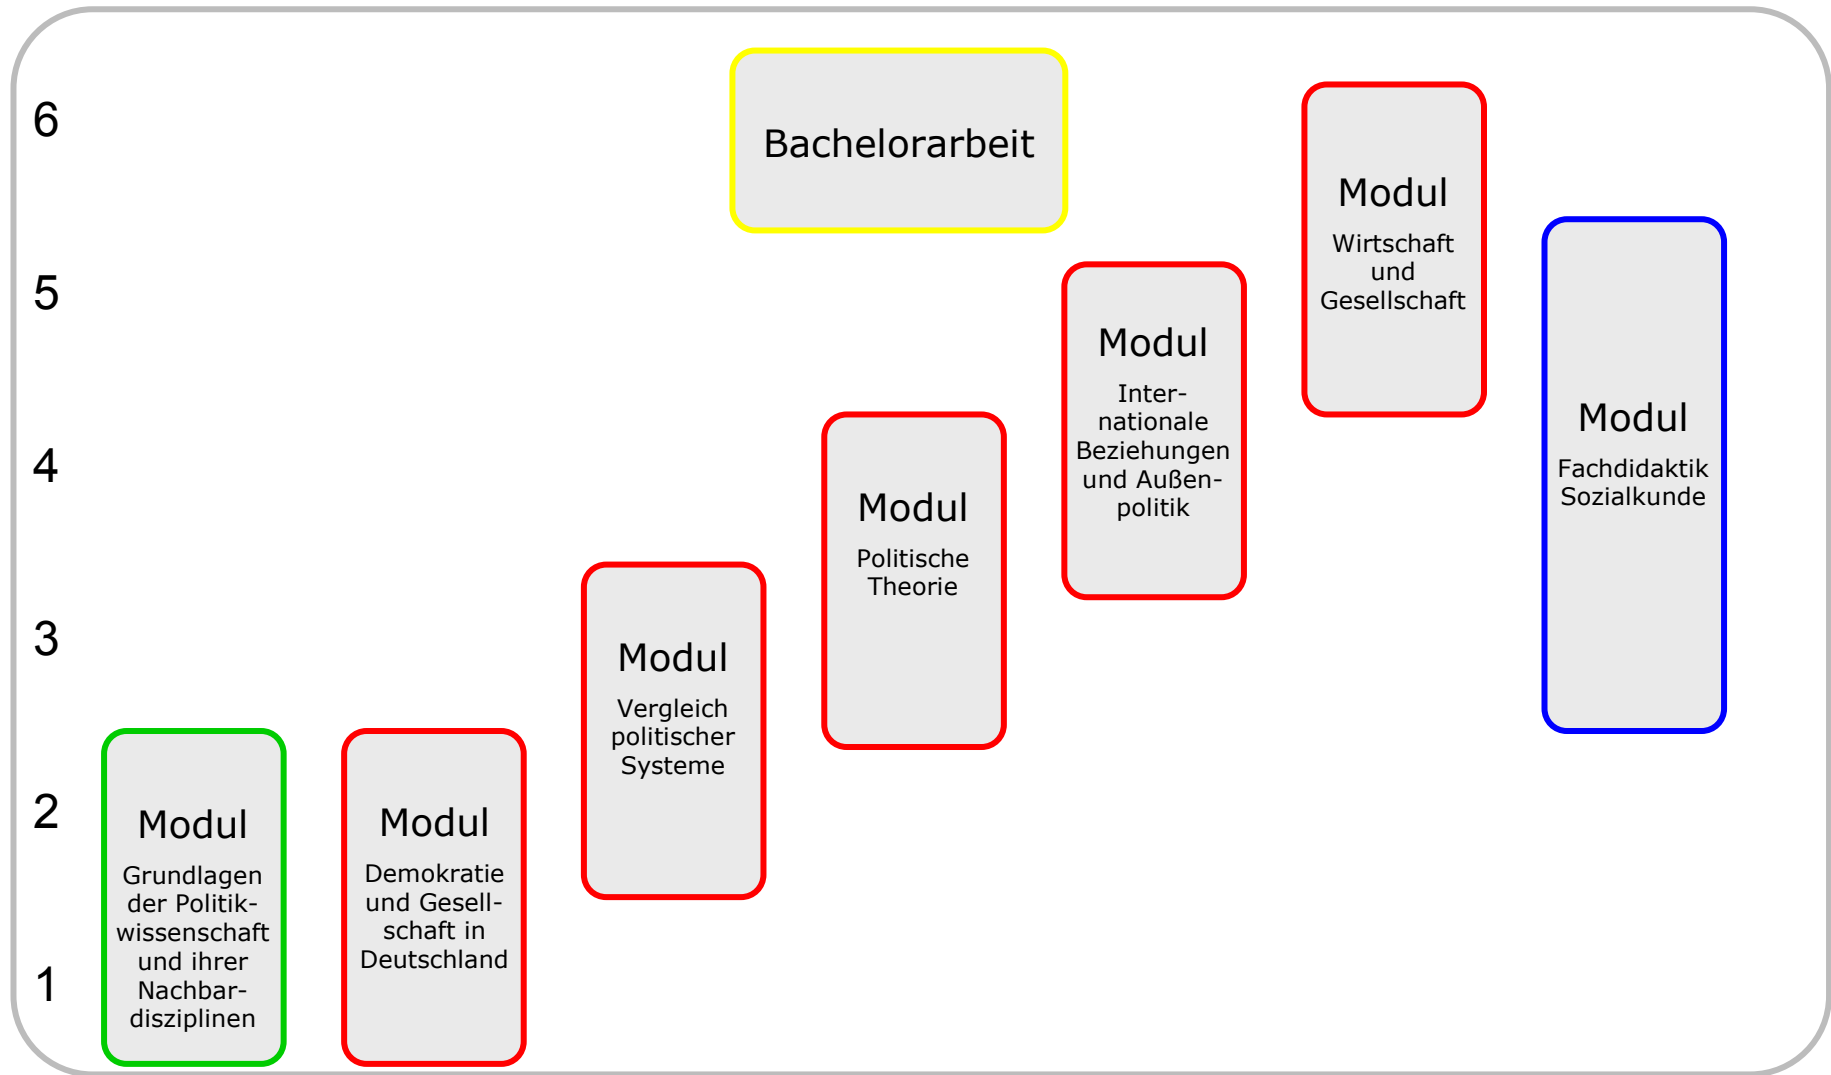 6
Bachelorarbeit
Modul
Wirtschaft
und
Gesellschaft
5
Modul
Inter-
nationale
Beziehungen
und Außen-
politik
Modul
Fachdidaktik
Sozialkunde
4
Modul
Politische
Theorie
3
Modul
Vergleich
politischer
Systeme
2
Modul
Grundlagen
der Politik-
wissenschaft
und ihrer
Nachbar-
disziplinen
Modul
Demokratie
und Gesell-
schaft in
Deutschland
1